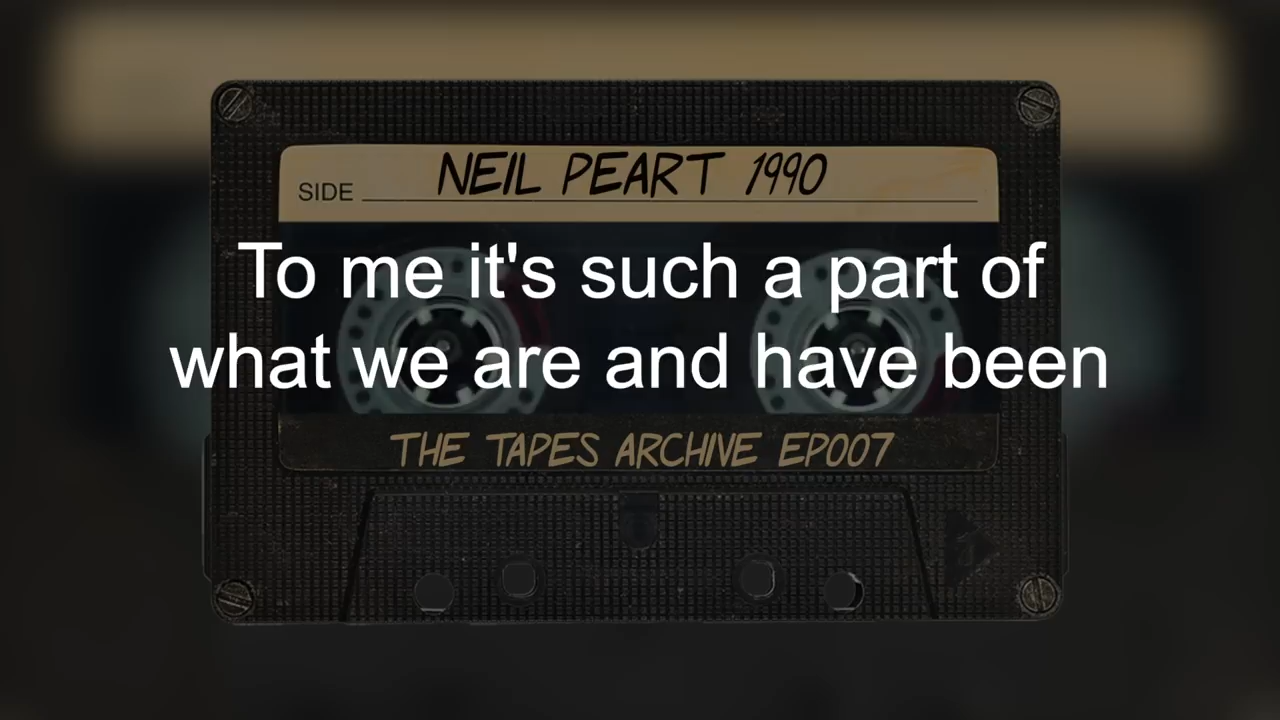 NEIL PEART 1990
SIDE
To me it's such a part of
what we are and have been
THE TAPES ARCHIVE EP007